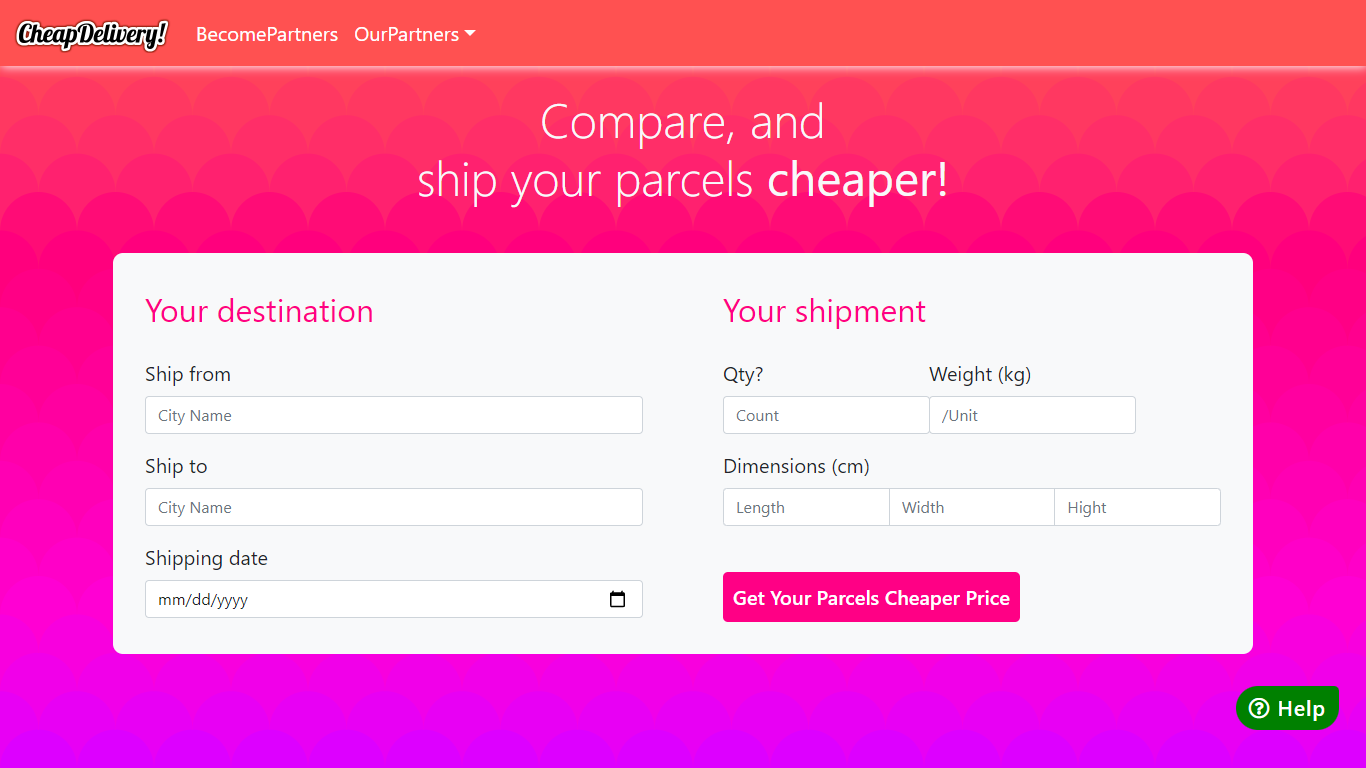 CheapDelivery!
BecomePartners
OurPartners
Compare, and
ship your parcels cheaper!
Your destination
Ship from
City Name
Ship to
City Name
Shipping date
mm/dd/yyyy
Your shipment
Qty? Weight (kg)
Count /Unit
Dimensions (cm)
Length Width Hight
Get Your Parcels Cheaper Price
Help